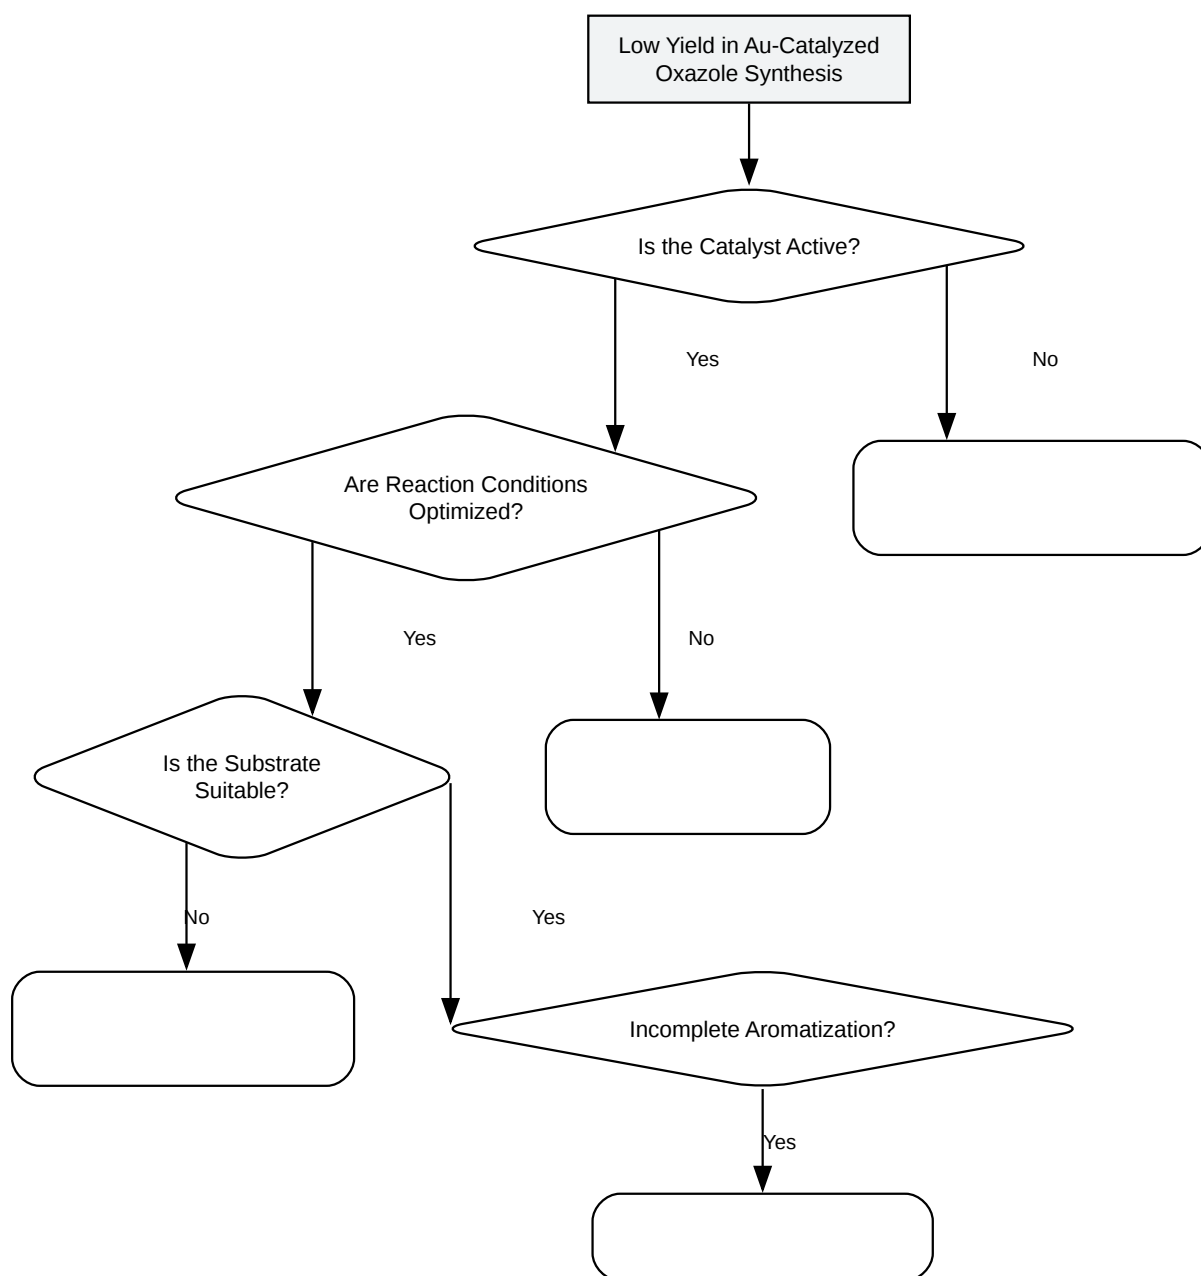 Low Yield in Au-Catalyzed
Oxazole Synthesis
Is the Catalyst Active?
Yes
No
Are Reaction Conditions
Optimized?
Yes
No
Is the Substrate
Suitable?
No
Yes
Incomplete Aromatization?
Yes